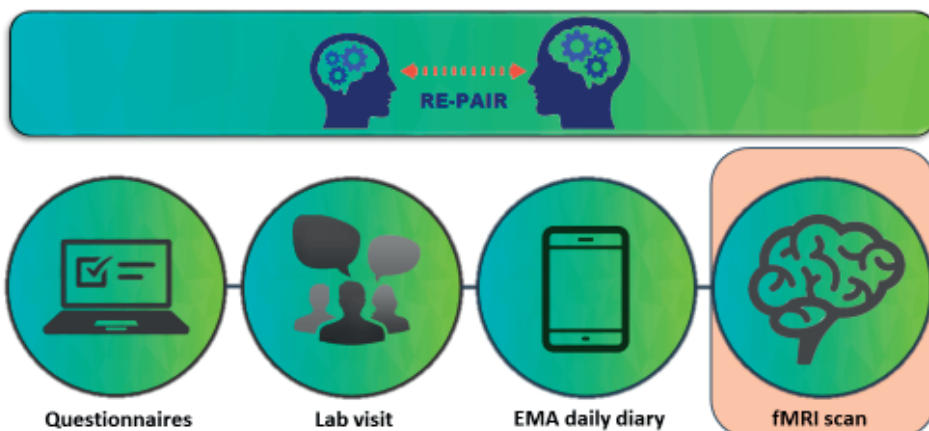 RE-PAIR
Questionnaires
Lab visit
EMA daily diary
fMRI scan